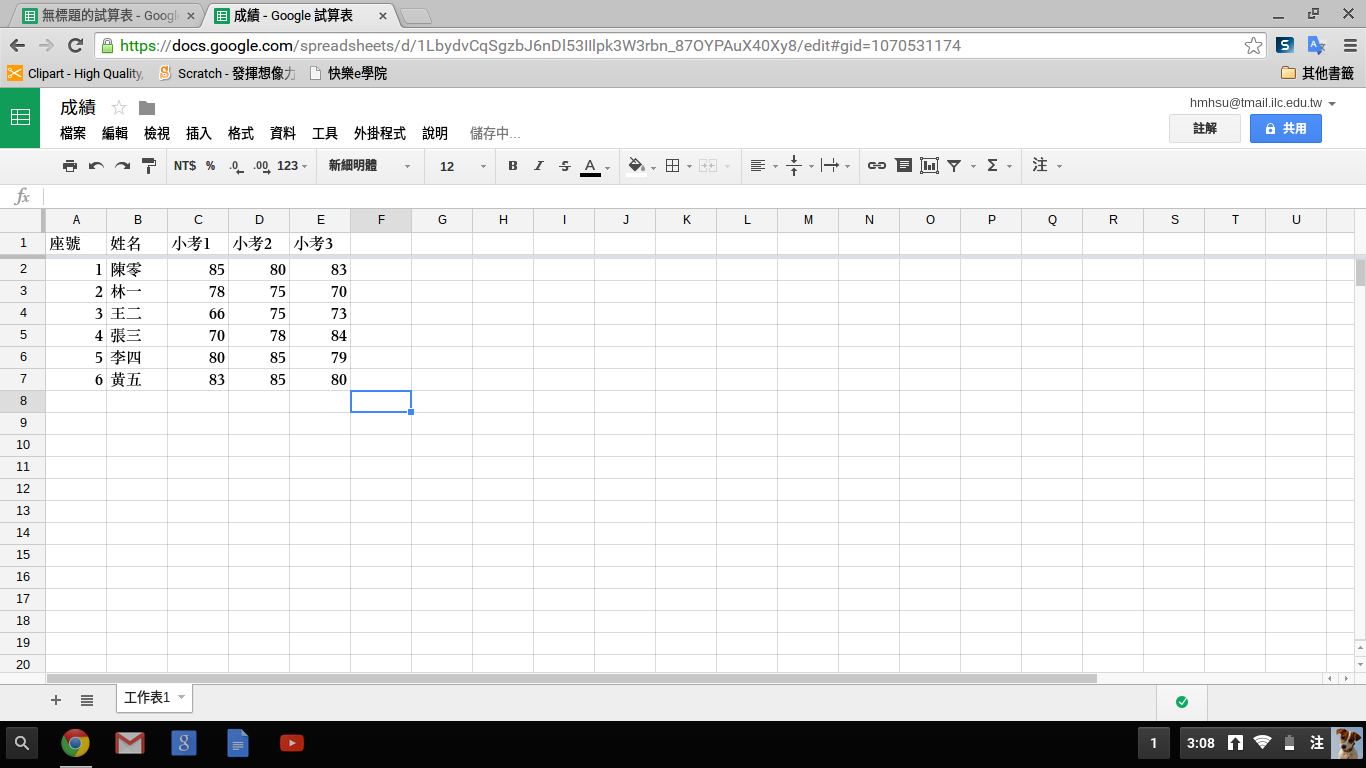 無標題的試算表 - Google
成績 - Google 試算表
https://docs.google.com/spreadsheets/d/1LbydvCqSgzbJ6nDl53IIlpk3W3rbn_87OYPAuX40Xy8/edit#gid=1070531174
Clipart - High Quality, Scratch - 發揮想像力 快樂e學院 其他書籤
成績 hmhsu@tmail.ilc.edu.tw
檔案 編輯 檢視 插入 格式 資料 工具 外掛程式 說明 儲存中... 註解 共用
NT$ % .0 .00 123 新細明體 12 B I S A Σ 注
fx
A B C D E F G H I J K L M N O P Q R S T U
1 座號 姓名 小考1 小考2 小考3
2 1 陳零 85 80 83
3 2 林一 78 75 70
4 3 王二 66 75 73
5 4 張三 70 78 84
6 5 李四 80 85 79
7 6 黃五 83 85 80
8
9
10
11
12
13
14
15
16
17
18
19
20
+ 工作表1
8 1 3:08 注